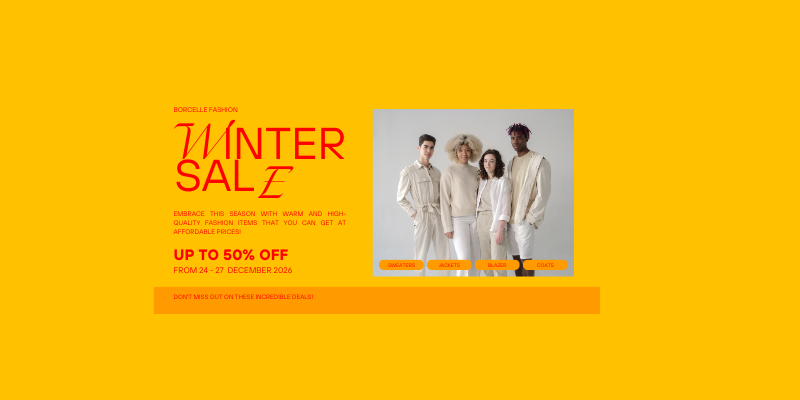 BORCELLE FASHION
WINTER
SALE
EMBRACE THIS SEASON WITH WARM AND HIGH-
QUALITY FASHION ITEMS THAT YOU CAN GET AT
AFFORDABLE PRICES!
UP TO 50% OFF
FROM 24 - 27 DECEMBER 2026
SWEATERS
JACKETS
BLAZER
COATS
DON'T MISS OUT ON THESE INCREDIBLE DEALS!